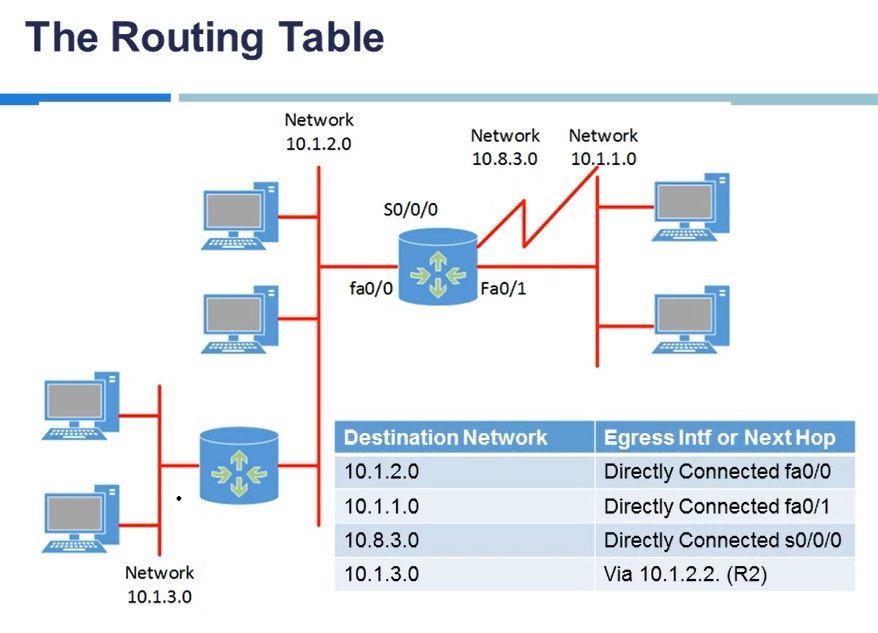 The Routing Table
Network
10.1.2.0
Network
10.8.3.0
Network
10.1.1.0
S0/0/0
fa0/0
Fa0/1
Destination Network Egress Intf or Next Hop
10.1.2.0 Directly Connected fa0/0
10.1.1.0 Directly Connected fa0/1
10.8.3.0 Directly Connected s0/0/0
10.1.3.0 Via 10.1.2.2. (R2)
Network
10.1.3.0